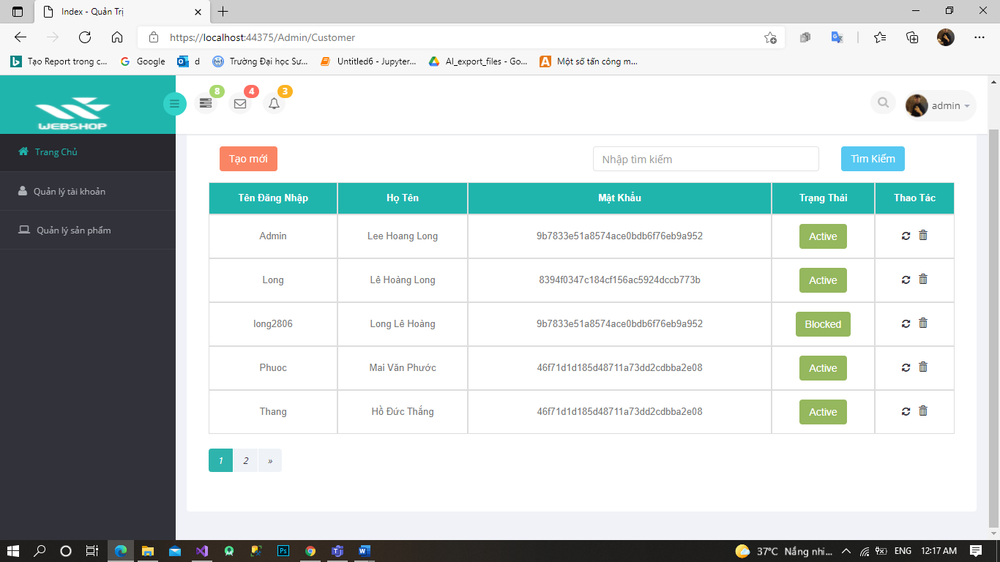 Index - Quản Trị
https://localhost:44375/Admin/Customer
Tạo Report trong c... Google d Trường Đại học Sư... Untitled6 - Jupyter... AI_export_files - Go... Một số tấn công m...
8 4 3
WEBSHOP
admin
Trang Chủ
Quản lý tài khoản
Quản lý sản phẩm
Tạo mới Nhập tìm kiếm Tìm Kiếm
Tên Đăng Nhập Họ Tên Mật Khẩu Trạng Thái Thao Tác
Admin Lee Hoang Long 9b7833e51a8574ace0bdb6f76eb9a952 Active
Long Lê Hoàng Long 8394f0347c184cf156ac5924dccb773b Active
long2806 Long Lê Hoàng 9b7833e51a8574ace0bdb6f76eb9a952 Blocked
Phuoc Mai Văn Phước 46f71d1d185d48711a73dd2cdbba2e08 Active
Thang Hồ Đức Thắng 46f71d1d185d48711a73dd2cdbba2e08 Active
1 2 »
37°C Nắng nhi... ENG 12:17 AM